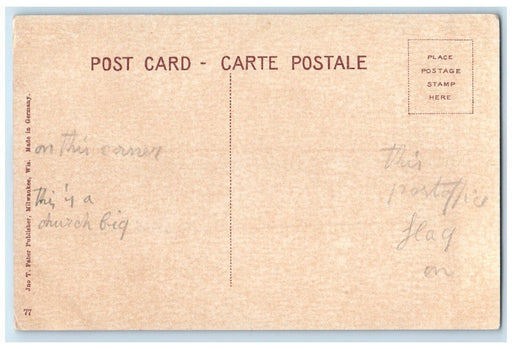 POST CARD - CARTE POSTALE
PLACE
POSTAGE
STAMP
HERE
Jno T. Faber Publisher, Milwaukee, Wis. Made in Germany.
77
on this corner
this is a
church big
this
postoffice
flag
on